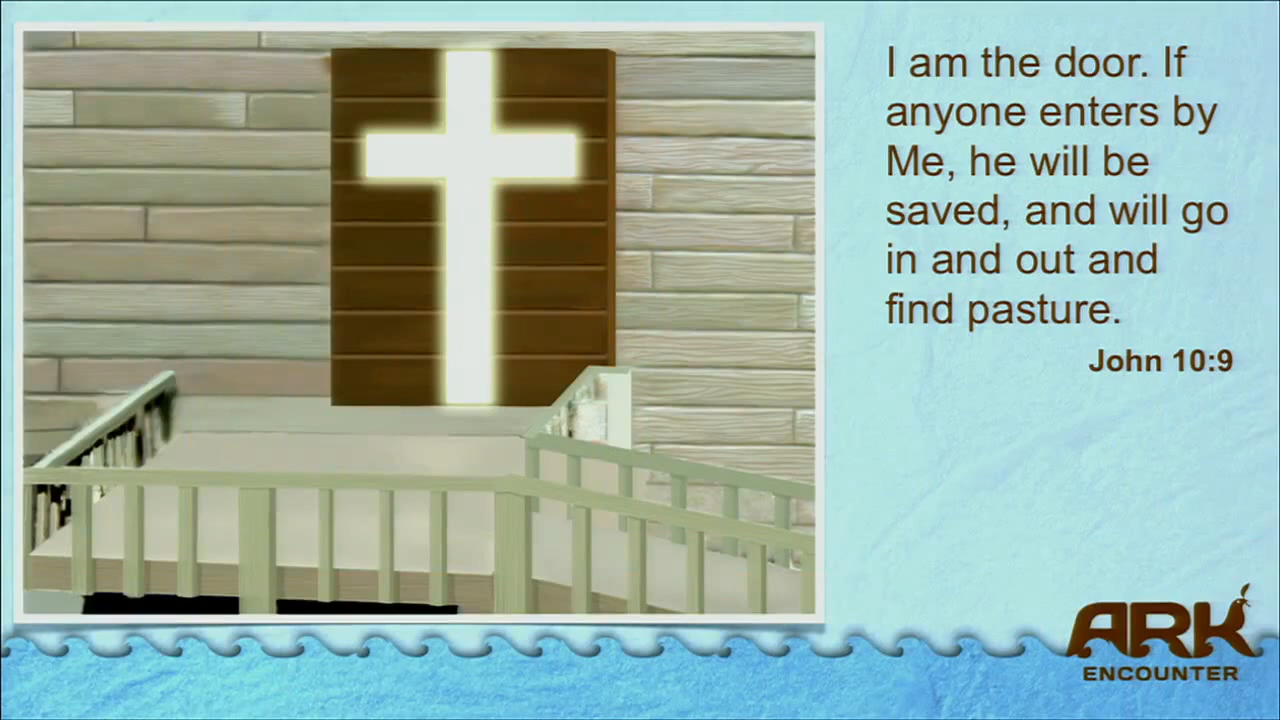 I am the door. If
anyone enters by
Me, he will be
saved, and will go
in and out and
find pasture.
John 10:9
ARK
ENCOUNTER